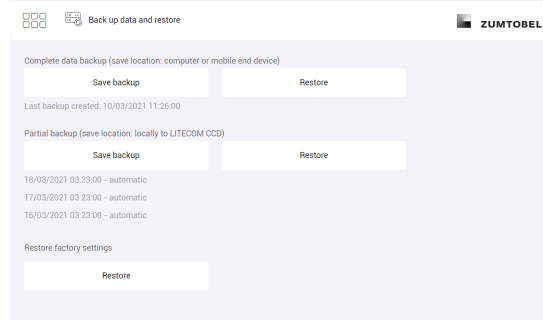 Back up data and restore
ZUMTOBEL
Complete data backup (save location: computer or mobile end device)
Save backup Restore
Last backup created: 10/03/2021 11:26:00
Partial backup (save location: locally to LITECOM CCD)
Save backup Restore
18/03/2021 03:23:00 - automatic
17/03/2021 03:23:00 - automatic
16/03/2021 03:23:00 - automatic
Restore factory settings
Restore